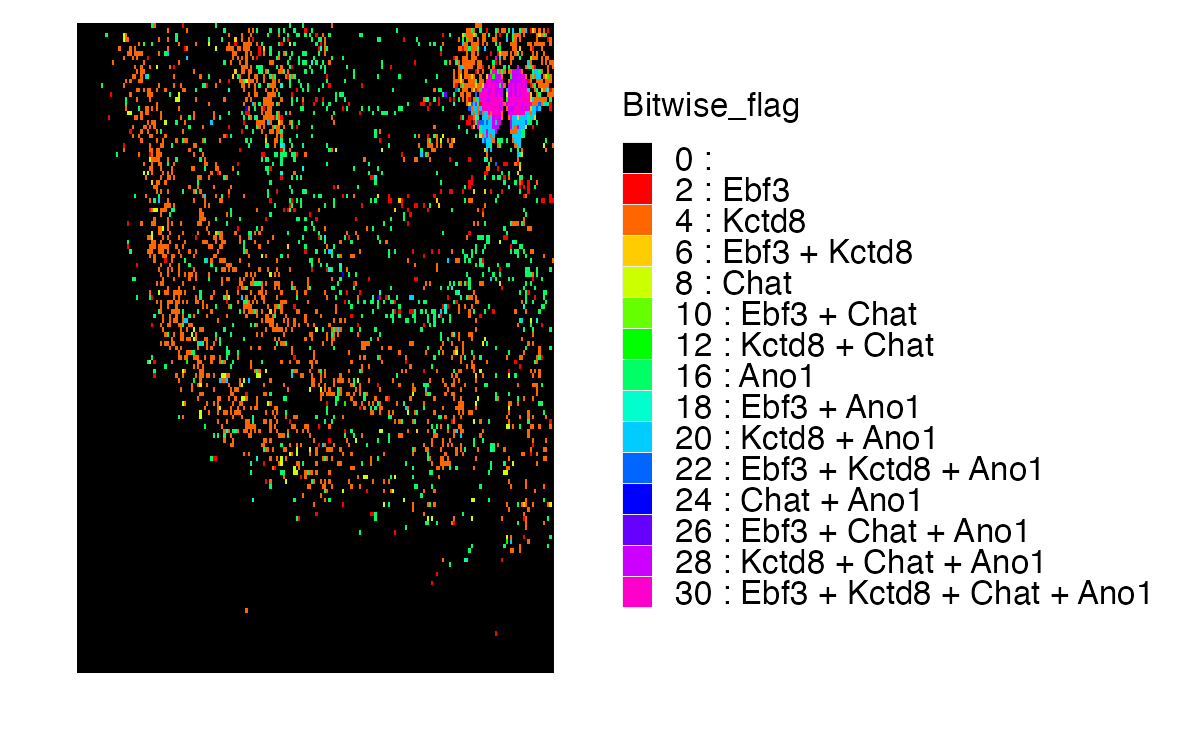 Bitwise_flag
0 :
2 : Ebf3
4 : Kctd8
6 : Ebf3 + Kctd8
8 : Chat
10 : Ebf3 + Chat
12 : Kctd8 + Chat
16 : Ano1
18 : Ebf3 + Ano1
20 : Kctd8 + Ano1
22 : Ebf3 + Kctd8 + Ano1
24 : Chat + Ano1
26 : Ebf3 + Chat + Ano1
28 : Kctd8 + Chat + Ano1
30 : Ebf3 + Kctd8 + Chat + Ano1